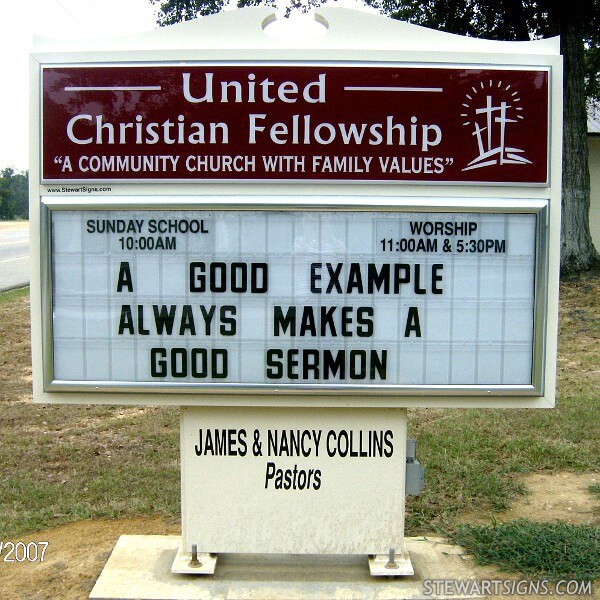 United
Christian Fellowship
"A COMMUNITY CHURCH WITH FAMILY VALUES"
www.StewartSigns.com
SUNDAY SCHOOL
10:00AM
WORSHIP
11:00AM & 5:30PM
A GOOD EXAMPLE
ALWAYS MAKES A
GOOD SERMON
JAMES & NANCY COLLINS
Pastors
/2007
STEWARTSIGNS.COM